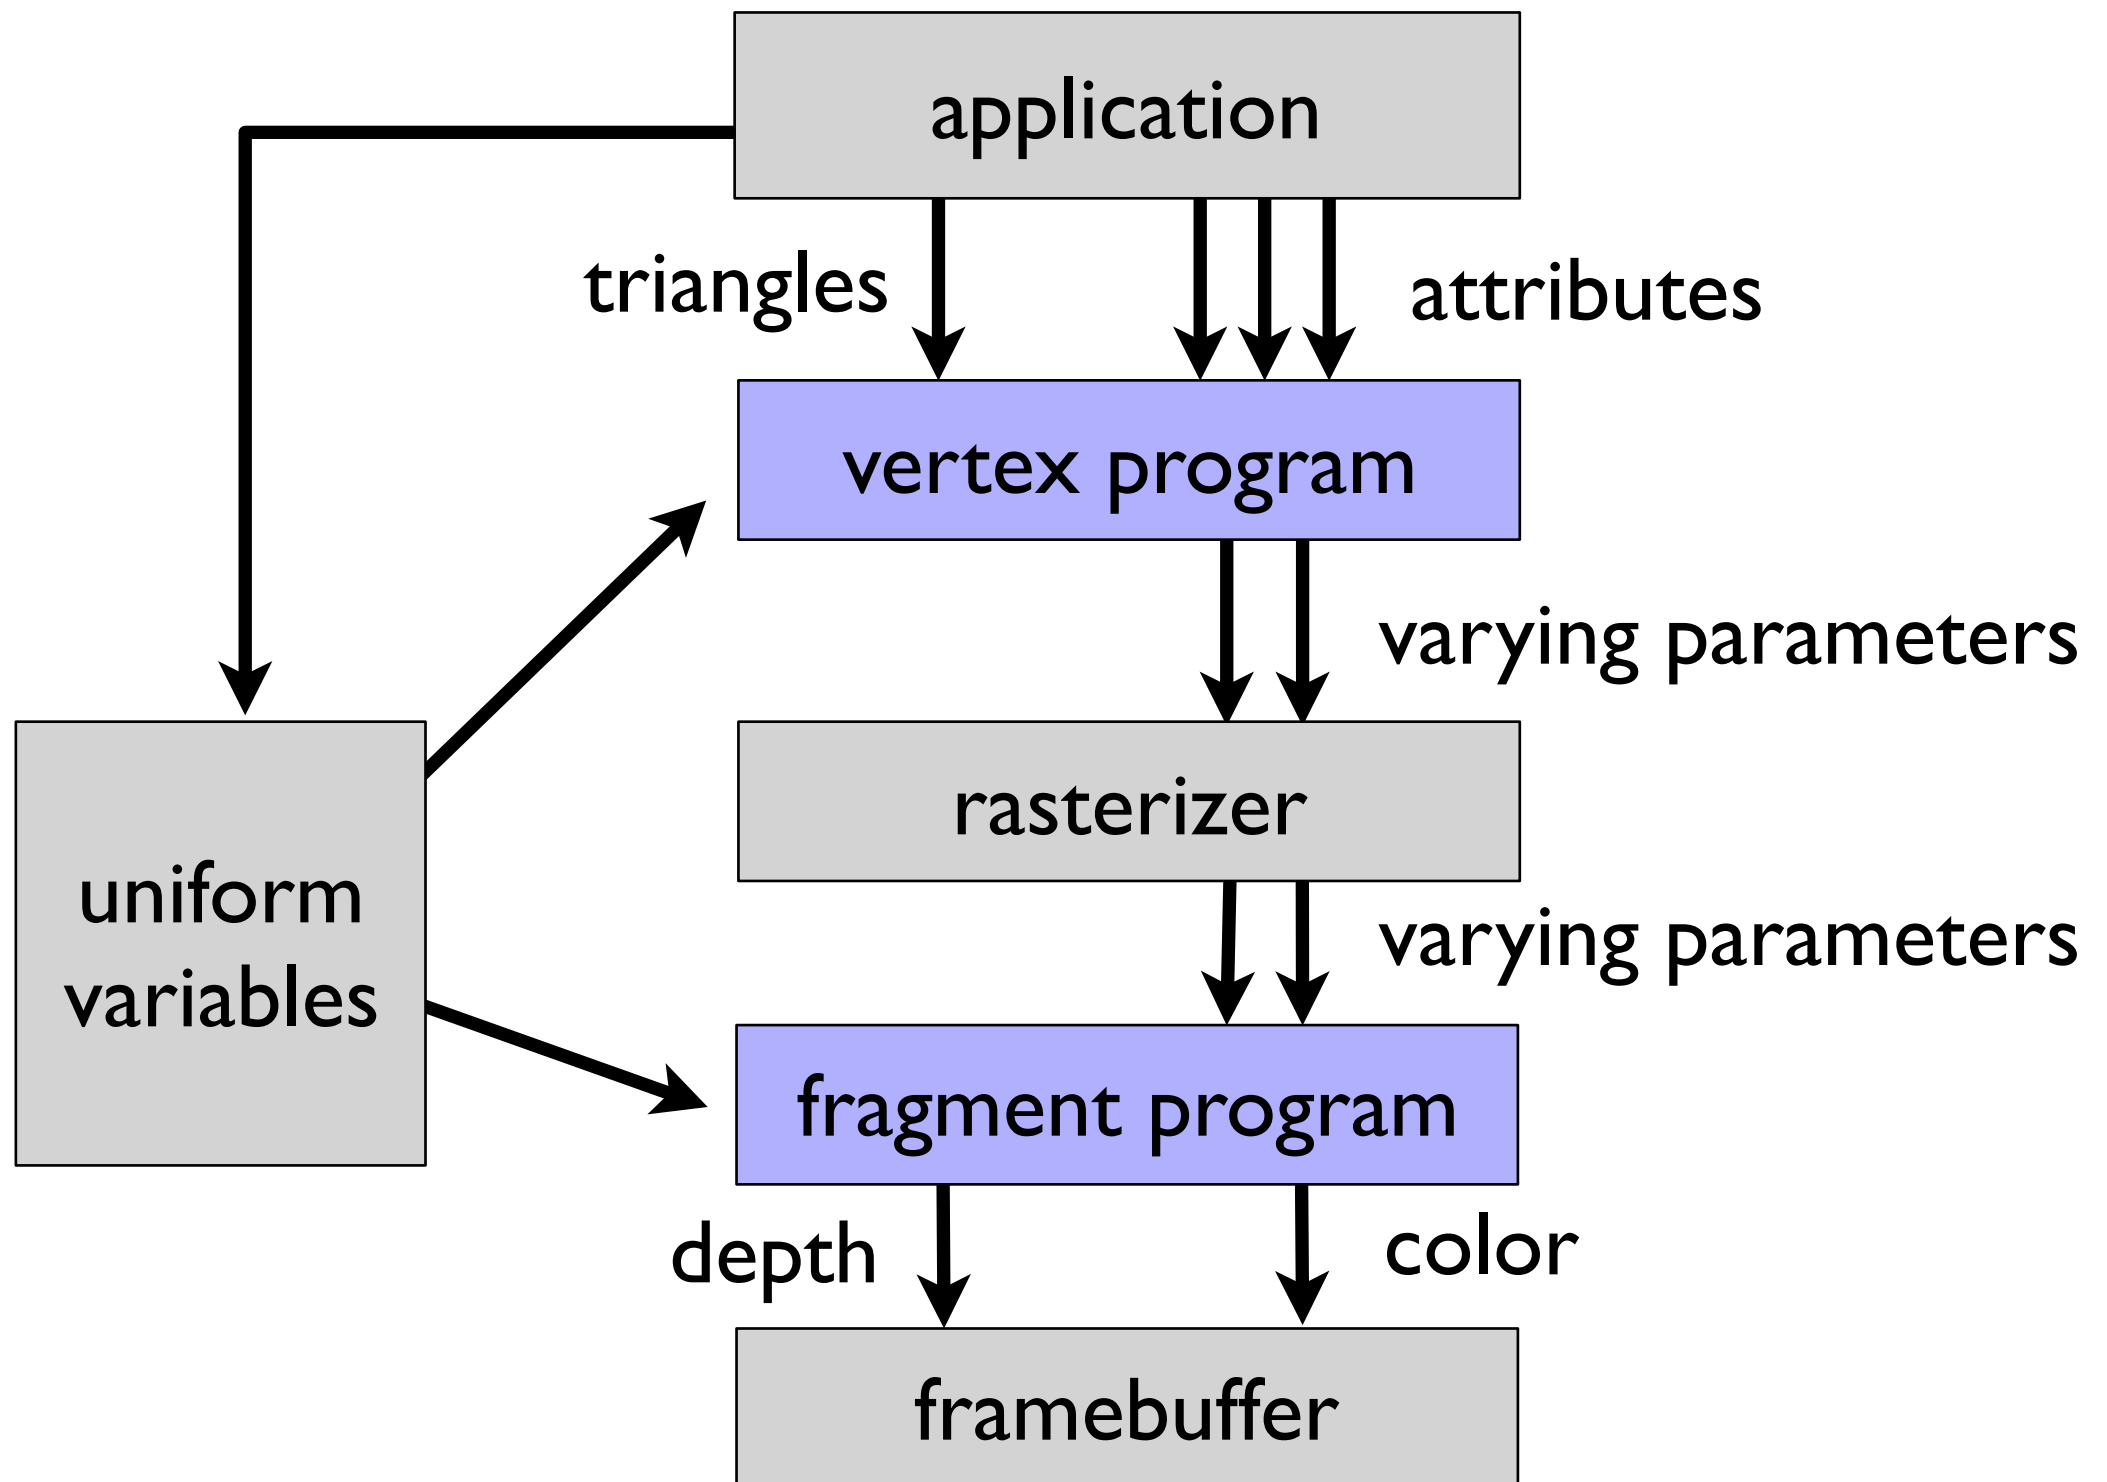 application
triangles
attributes
vertex program
varying parameters
rasterizer
uniform
variables
varying parameters
fragment program
depth
color
framebuffer